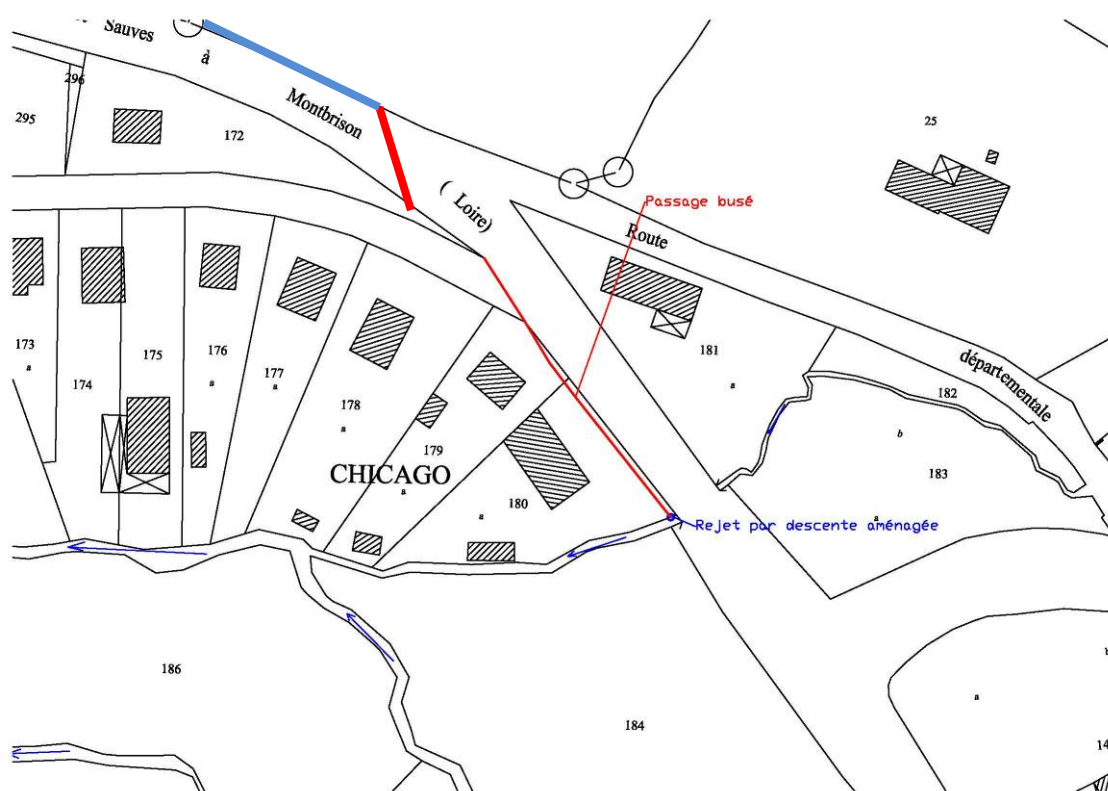 Sauves
à
Montbrison
( Loire)
296
295
172
25
Passage busé
Route
départementale
173
a
174
175
176
a
177
a
178
a
179
a
CHICAGO
180
a
181
a
182
b
183
a
Rejet par descente aménagée
186
184
a
14